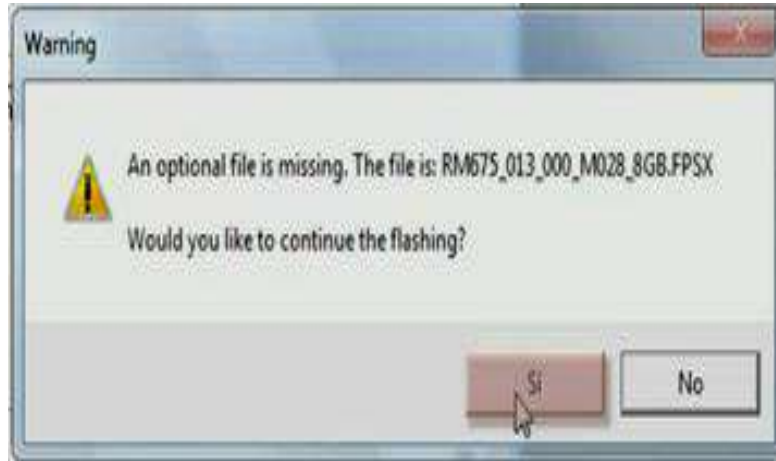 Warning
An optional file is missing. The file is: RM675_013_000_M028_8GB.FPSX
Would you like to continue the flashing?
Sí No